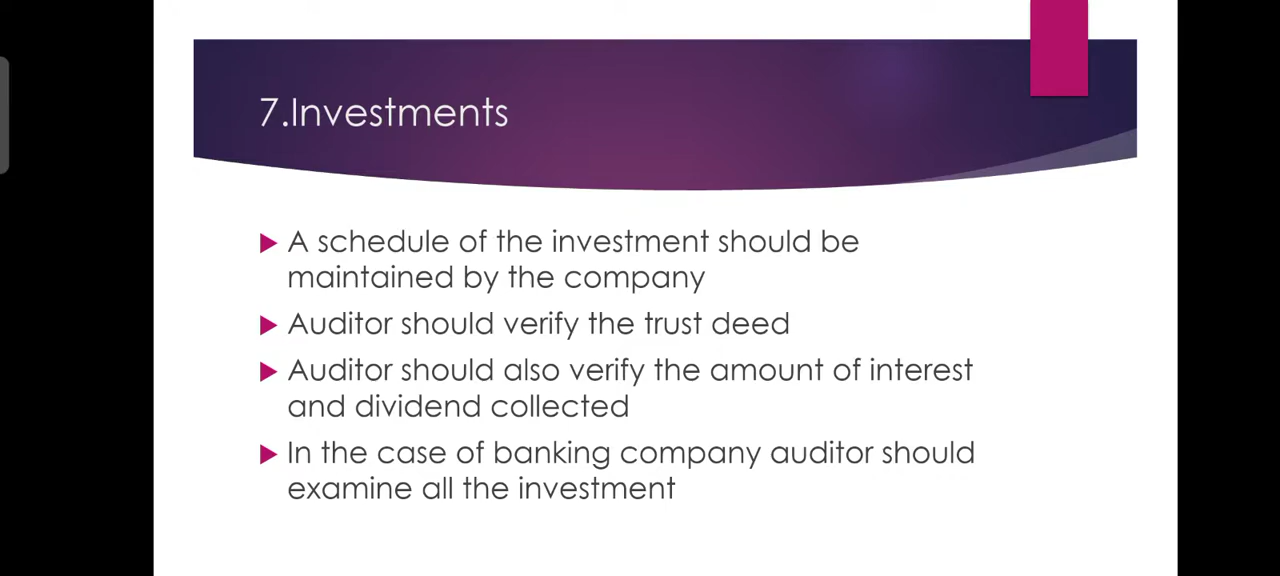 7.Investments
A schedule of the investment should be
maintained by the company
Auditor should verify the trust deed
Auditor should also verify the amount of interest
and dividend collected
In the case of banking company auditor should
examine all the investment